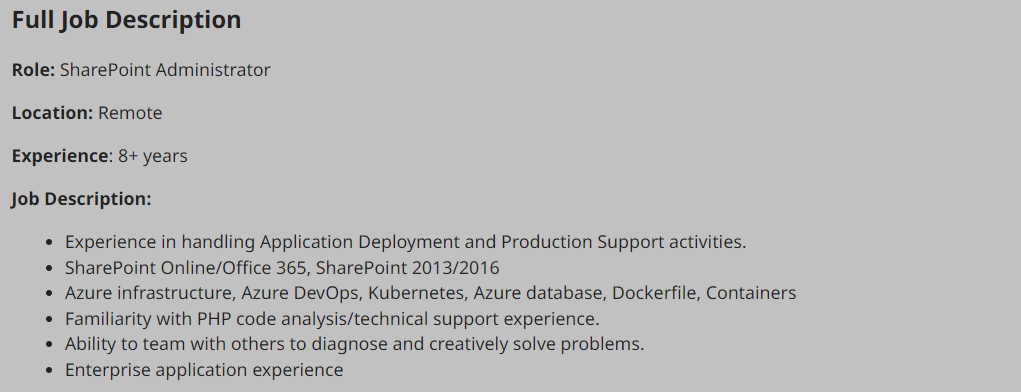 Full Job Description
Role: SharePoint Administrator
Location: Remote
Experience: 8+ years
Job Description:
• Experience in handling Application Deployment and Production Support activities.
• SharePoint Online/Office 365, SharePoint 2013/2016
• Azure infrastructure, Azure DevOps, Kubernetes, Azure database, Dockerfile, Containers
• Familiarity with PHP code analysis/technical support experience.
• Ability to team with others to diagnose and creatively solve problems.
• Enterprise application experience